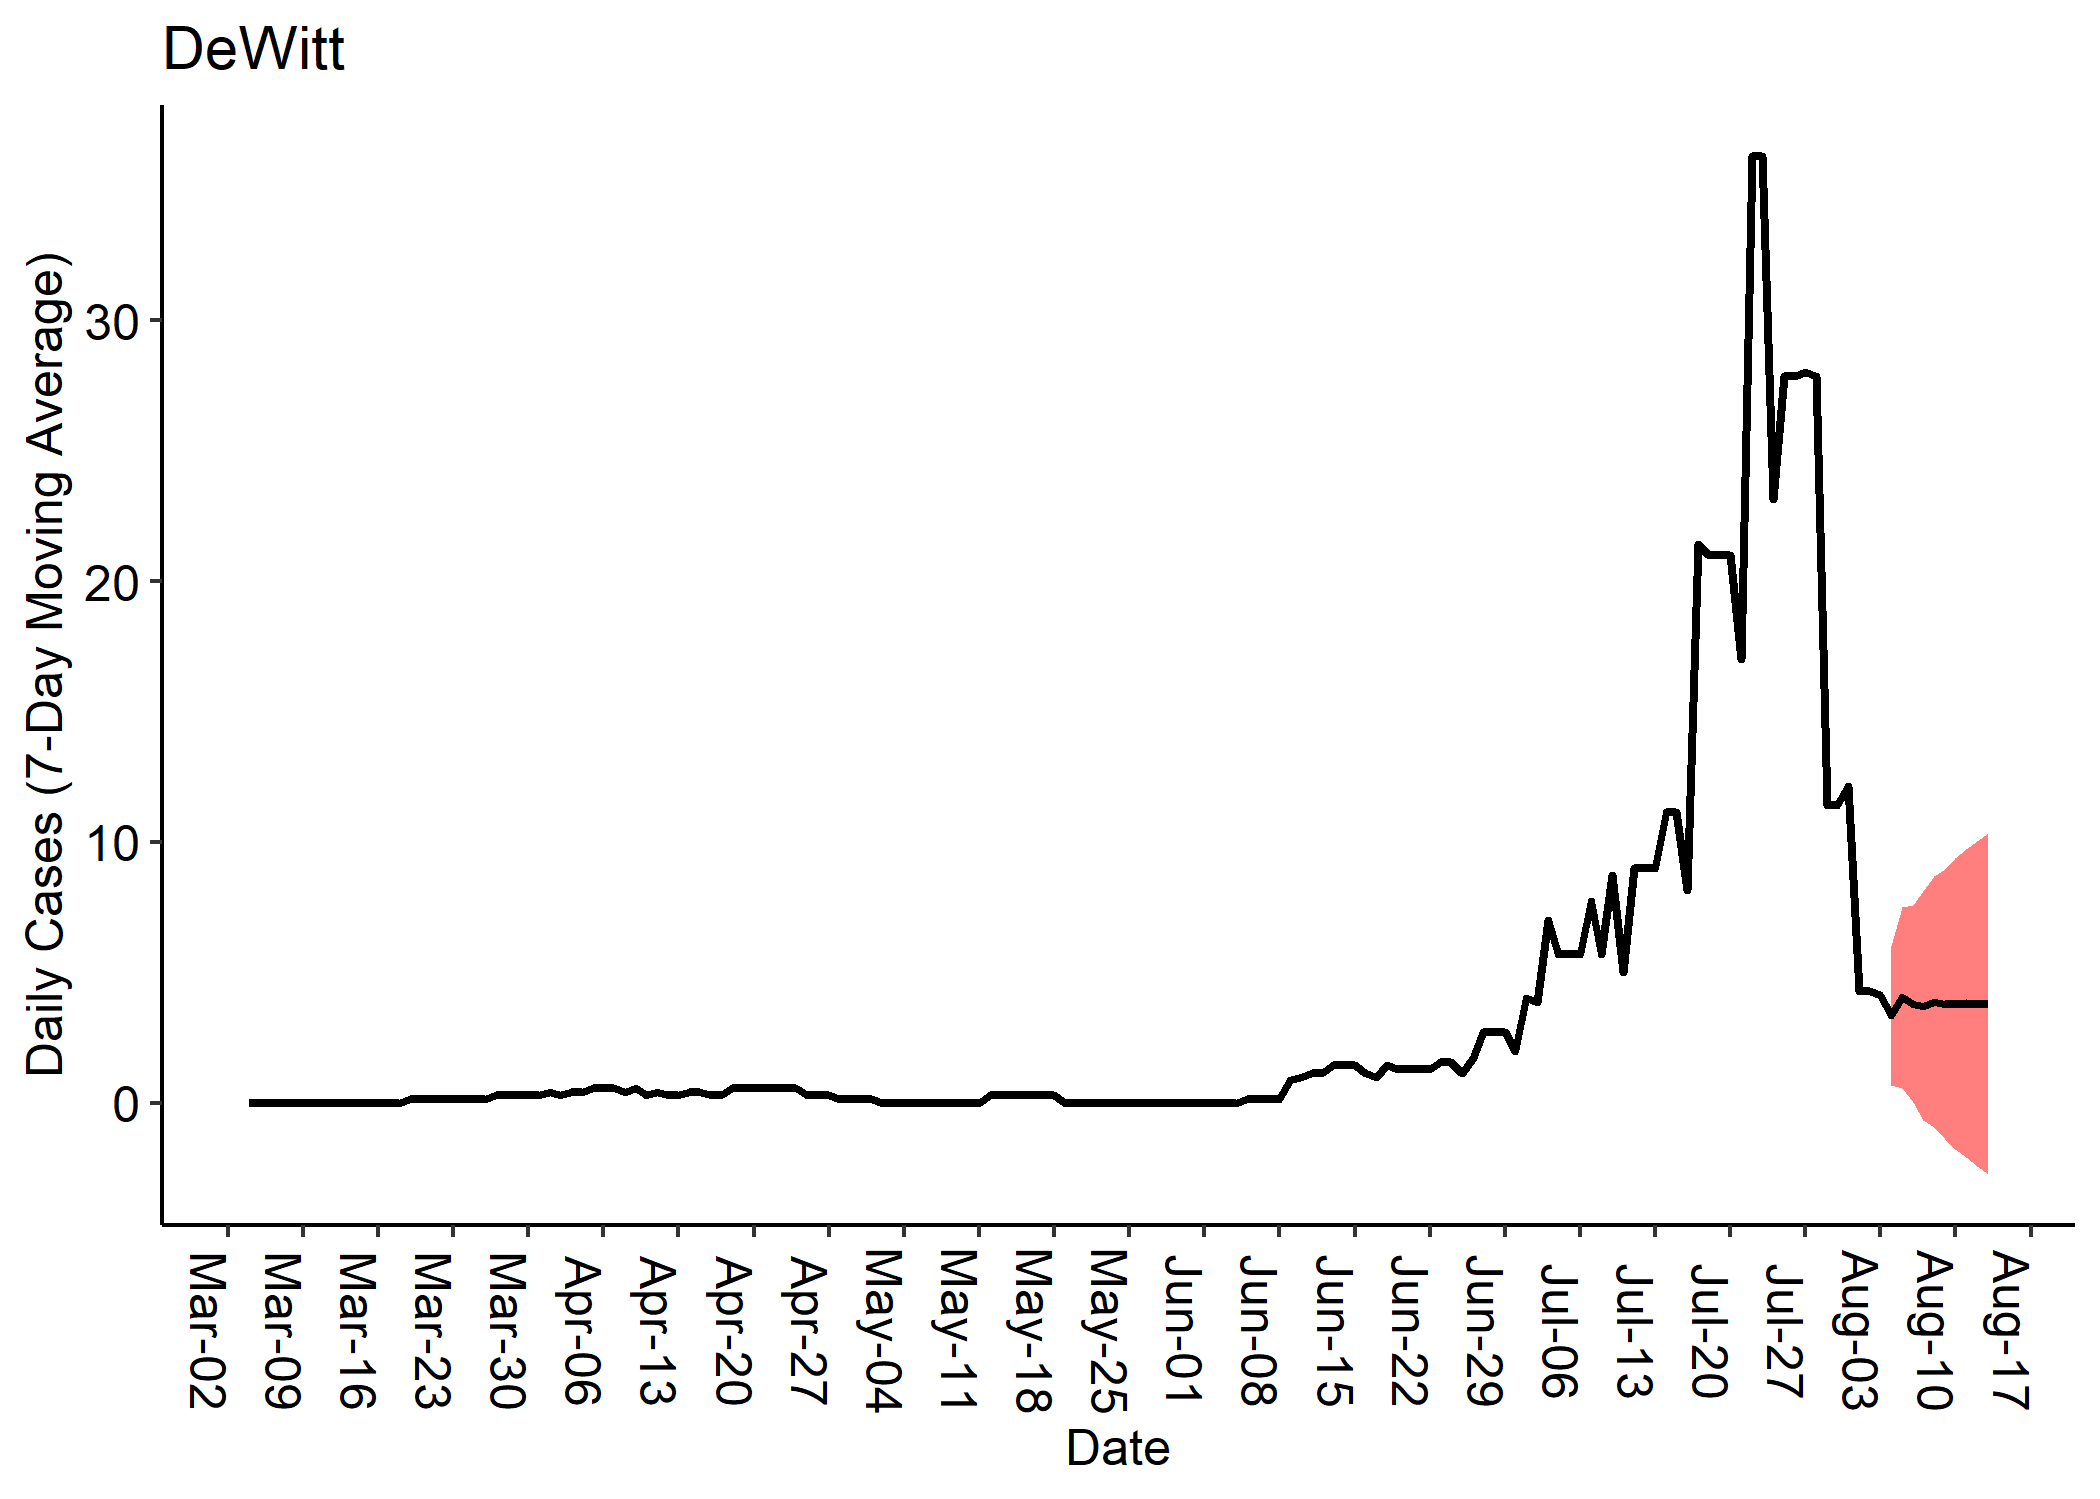 DeWitt
Daily Cases (7-Day Moving Average)
30
20
10
0
Mar-02
Mar-09
Mar-16
Mar-23
Mar-30
Apr-06
Apr-13
Apr-20
Apr-27
May-04
May-11
May-18
May-25
Jun-01
Jun-08
Jun-15
Jun-22
Jun-29
Jul-06
Jul-13
Jul-20
Jul-27
Aug-03
Aug-10
Aug-17
Date